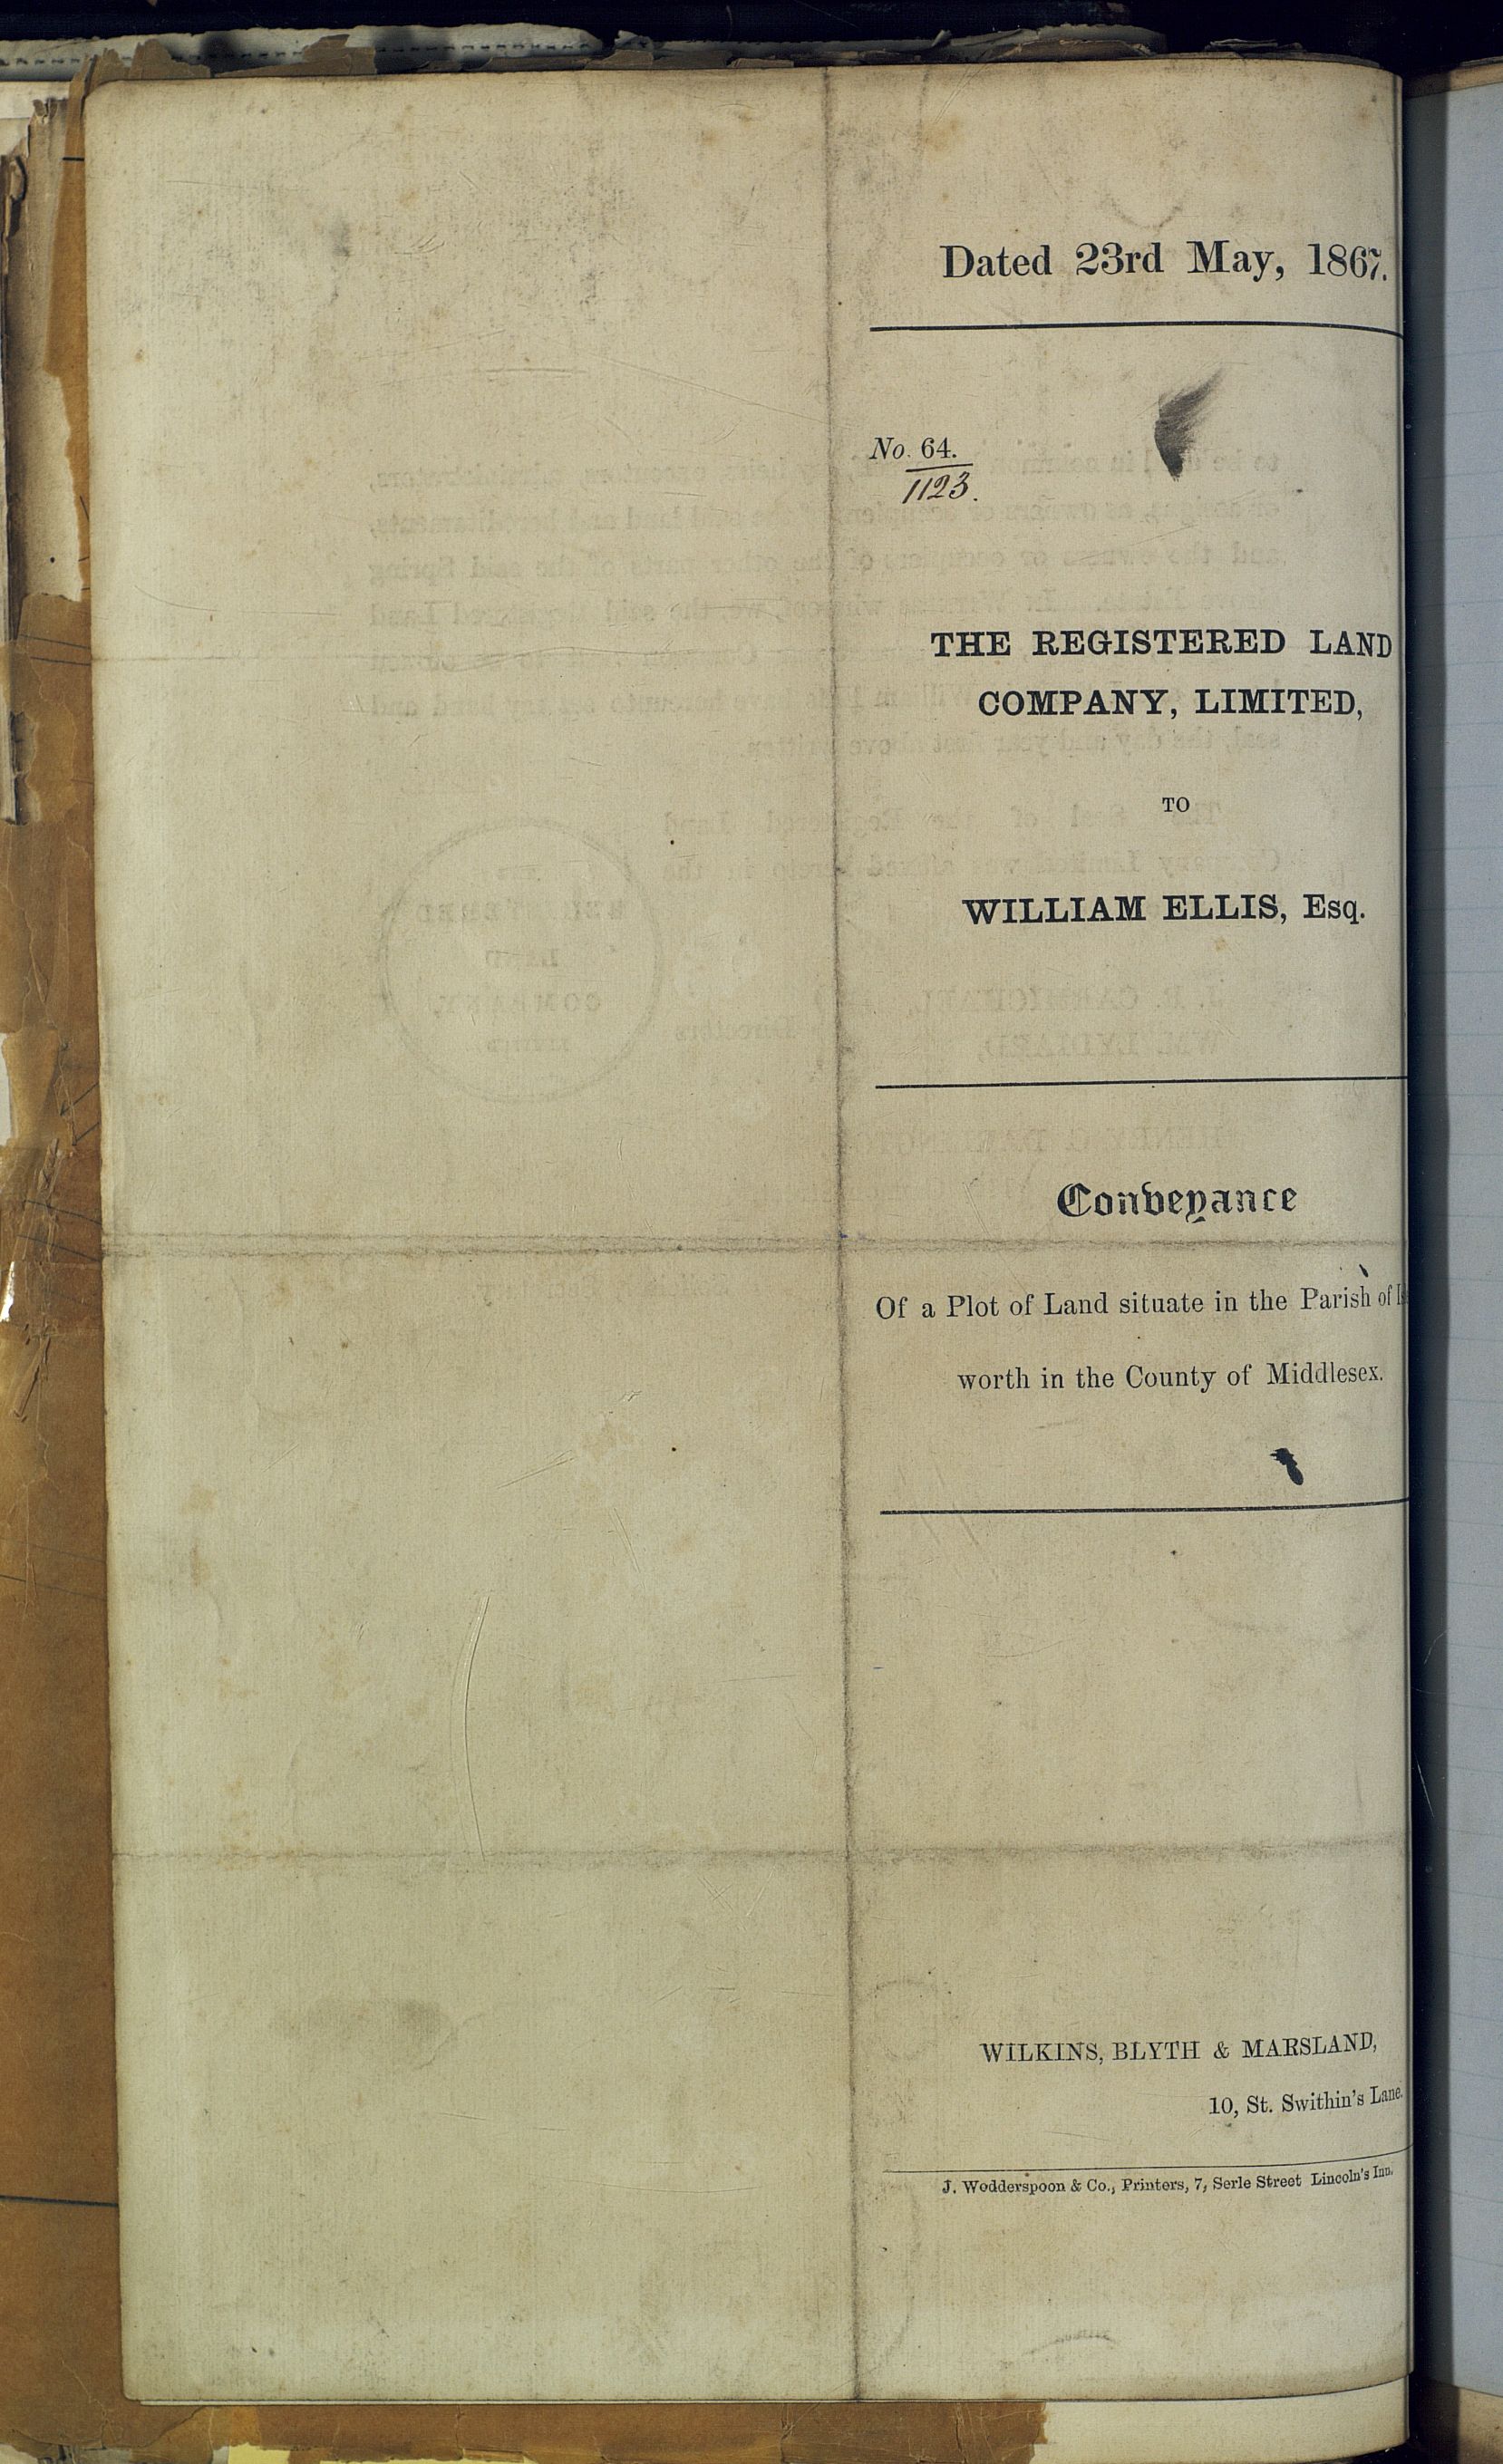 Dated 23rd May, 1867.
No. 64.
1123.
THE REGISTERED LAND
COMPANY, LIMITED,
TO
WILLIAM ELLIS, Esq.
Conveyance
Of a Plot of Land situate in the Parish of
worth in the County of Middlesex.
WILKINS, BLYTH & MARSLAND,
10, St. Swithin's Lane.
J. Wodderspoon & Co., Printers, 7, Serle Street Lincoln's Inn.